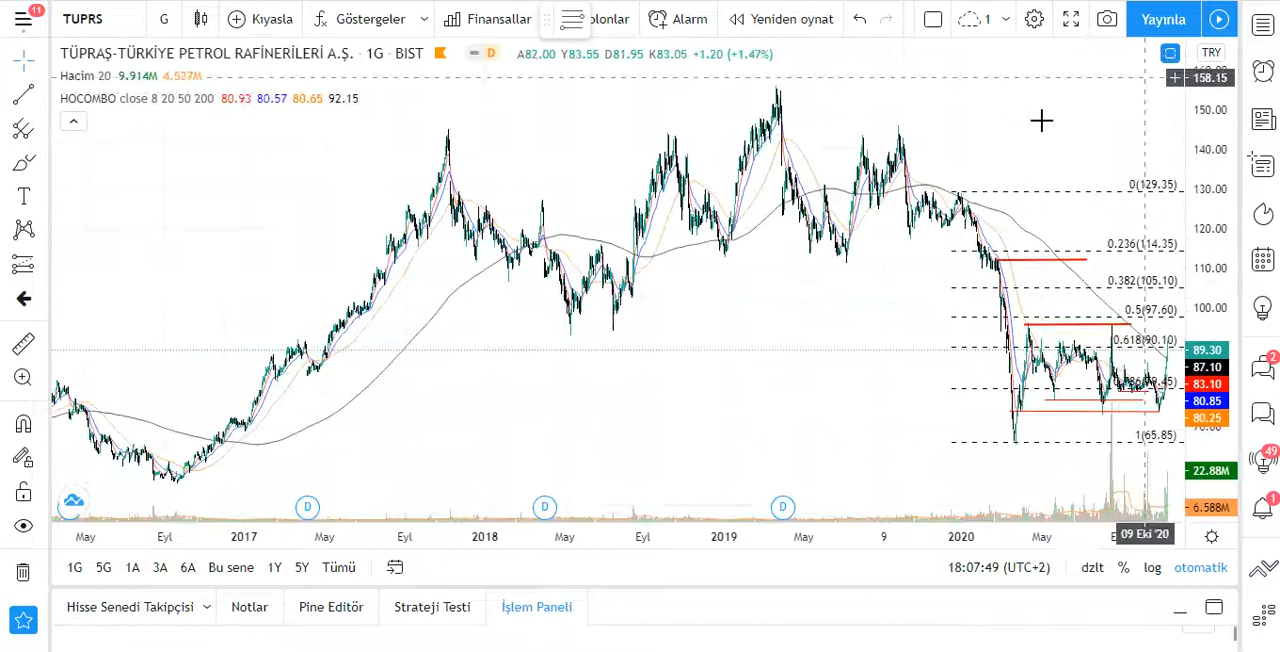 11
TUPRS
G
Kıyasla
Göstergeler
Finansallar
blonlar
Alarm
Yeniden oynat
1
Yayınla
TÜPRAŞ-TÜRKİYE PETROL RAFİNERİLERİ A.Ş. · 1G · BIST
D
A82.00 Y83.55 D81.95 K83.05 +1.20 (+1.47%)
TRY
Hacim 20 9.914M 4.527M
158.15
HOCOMBO close 8 20 50 200 80.93 80.57 80.65 92.15
150.00
140.00
130.00
120.00
110.00
100.00
0(129.35)
0.236(114.35)
0.382(105.10)
0.5(97.60)
0.618(90.10)
1(65.85)
89.30
87.10
83.10
80.85
80.25
22.88M
6.588M
2
49
1
D
D
D
May
Eyl
2017
May
Eyl
2018
May
Eyl
2019
May
9
2020
May
09 Eki '20
1G
5G
1A
3A
6A
Bu sene
1Y
5Y
Tümü
18:07:49 (UTC+2)
dzlt
%
log
otomatik
Hisse Senedi Takipçisi
Notlar
Pine Editör
Strateji Testi
İşlem Paneli